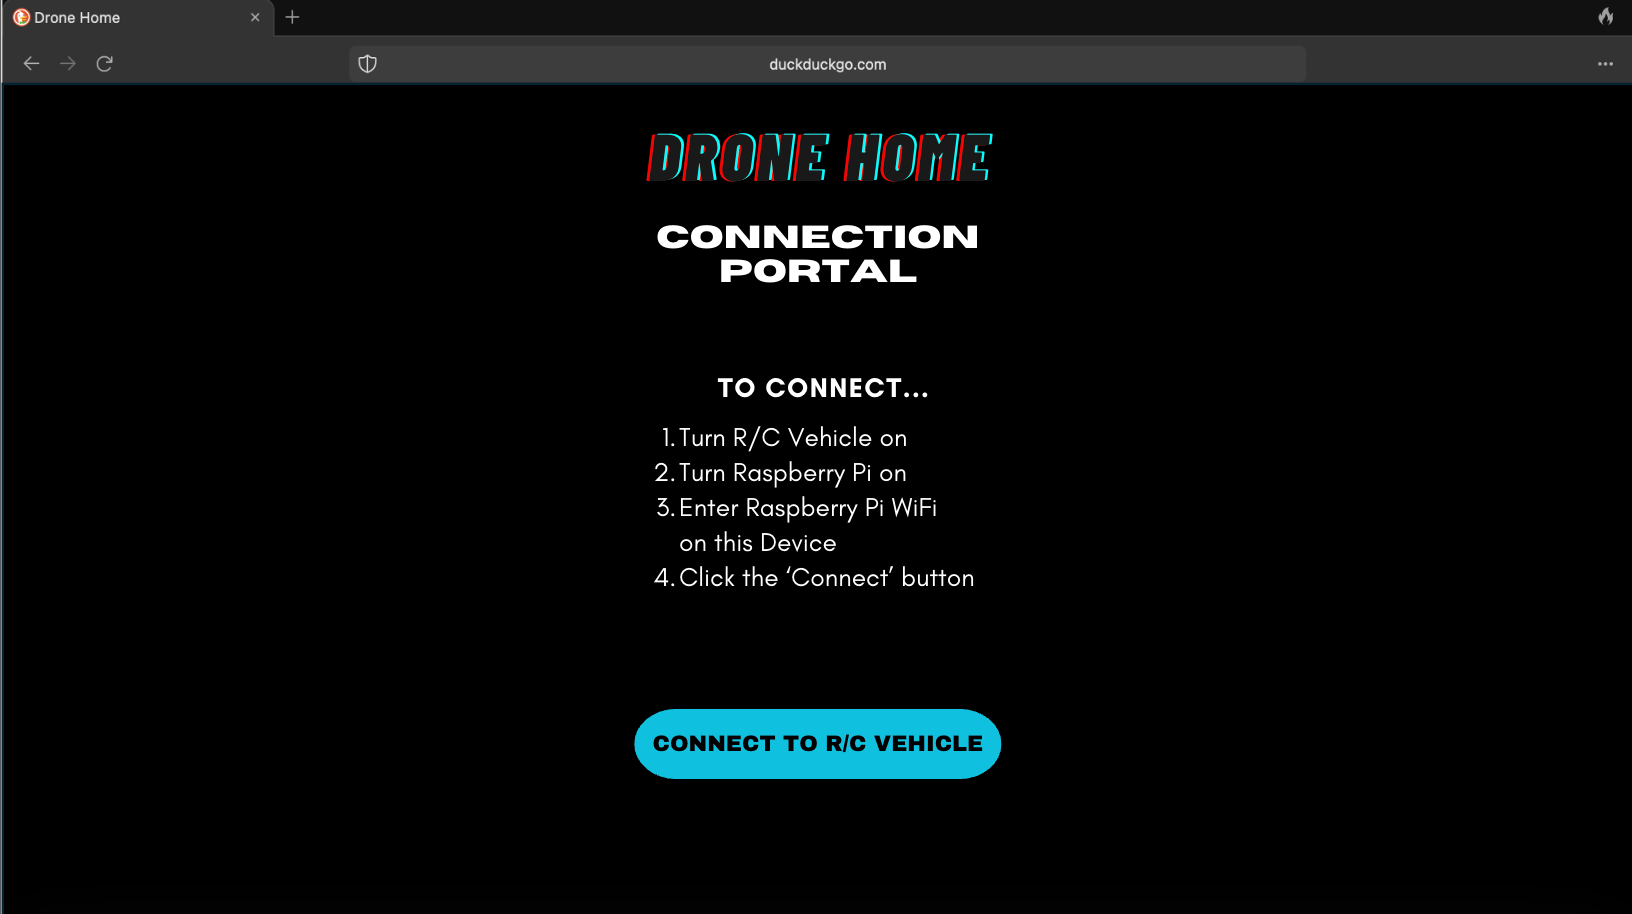 Drone Home
duckduckgo.com
DRONE HOME
CONNECTION
PORTAL
TO CONNECT...
1. Turn R/C Vehicle on
2. Turn Raspberry Pi on
3. Enter Raspberry Pi WiFi
on this Device
4. Click the ‘Connect’ button
CONNECT TO R/C VEHICLE